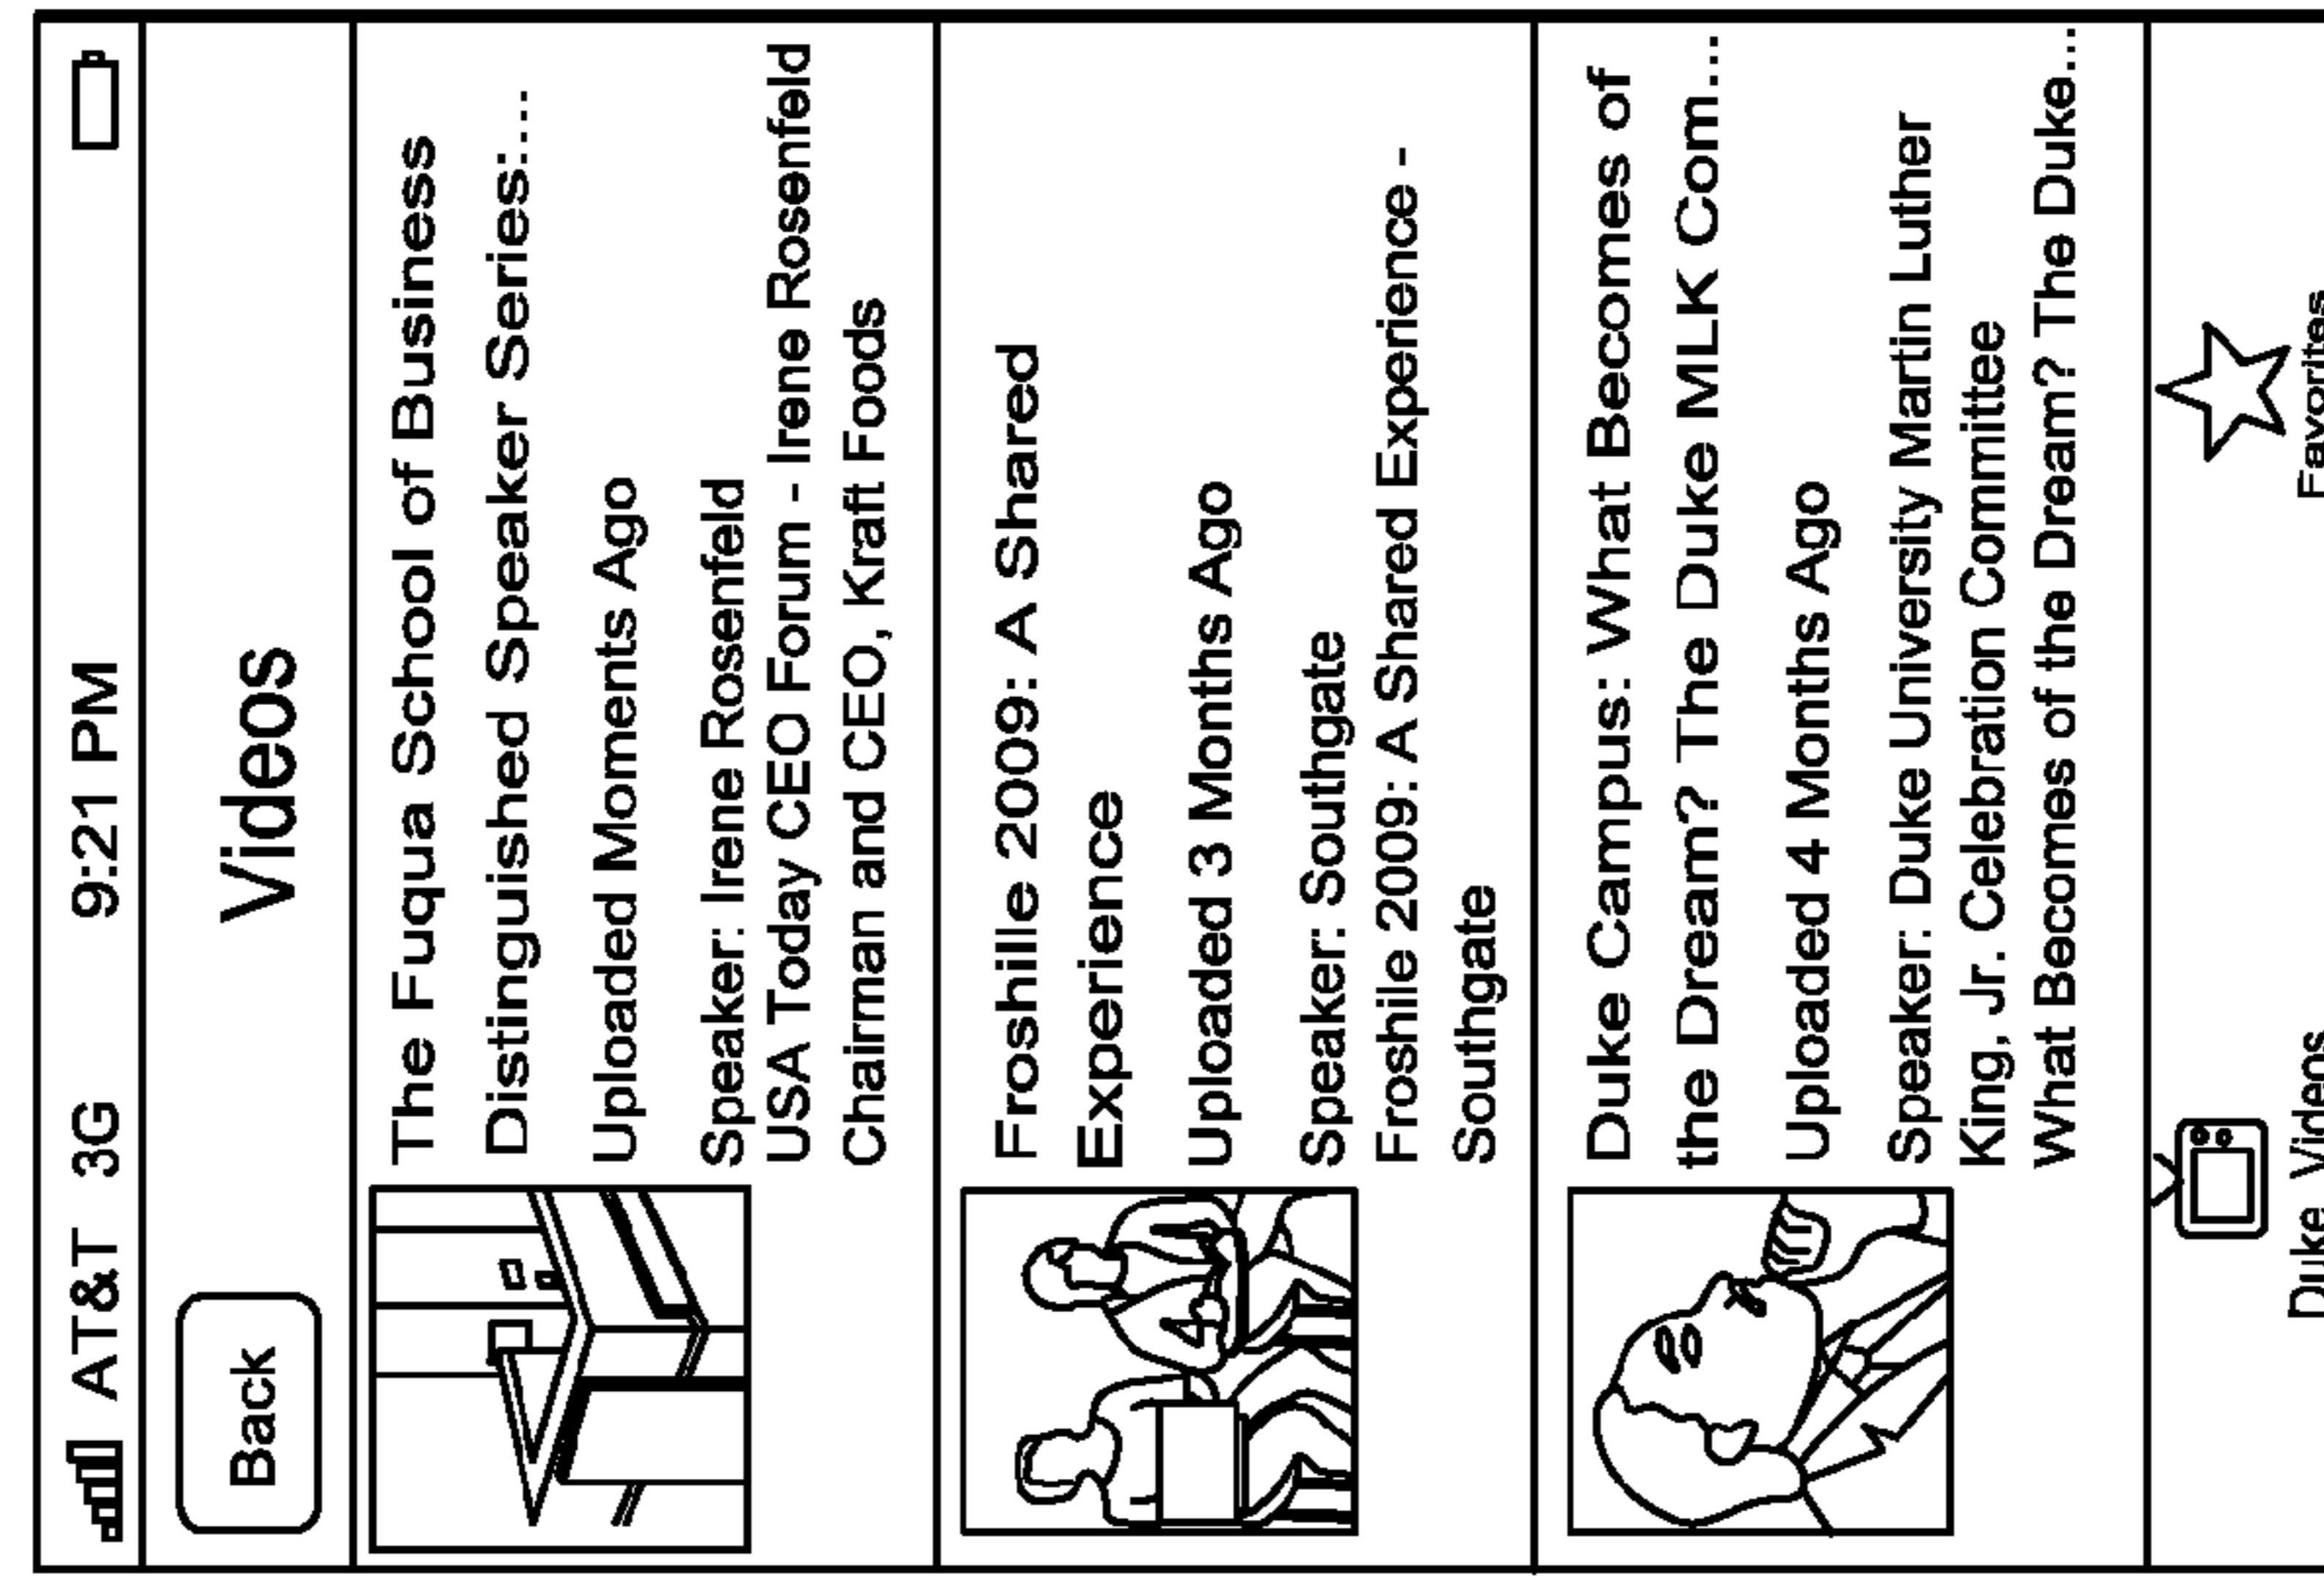 AT&T 3G 9:21 PM
Back
Videos
The Fuqua School of Business
Distinguished Speaker Series:...
Uploaded Moments Ago
Speaker: Irene Rosenfeld
USA Today CEO Forum - Irene Rosenfeld
Chairman and CEO, Kraft Foods
Froshille 2009: A Shared
Experience
Uploaded 3 Months Ago
Speaker: Southgate
Froshile 2009: A Shared Experience -
Southgate
Duke Campus: What Becomes of
the Dream? The Duke MLK Com...
Uploaded 4 Months Ago
Speaker: Duke University Martin Luther
King, Jr. Celebration Committee
What Becomes of the Dream? The Duke...
Duke Videos
Favorites